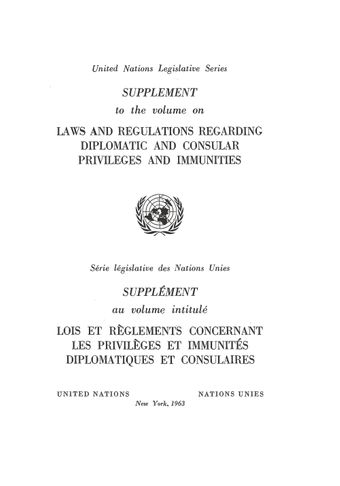 United Nations Legislative Series
SUPPLEMENT
to the volume on
LAWS AND REGULATIONS REGARDING
DIPLOMATIC AND CONSULAR
PRIVILEGES AND IMMUNITIES
Série législative des Nations Unies
SUPPLÉMENT
au volume intitulé
LOIS ET RÈGLEMENTS CONCERNANT
LES PRIVILÈGES ET IMMUNITÉS
DIPLOMATIQUES ET CONSULAIRES
UNITED NATIONS NATIONS UNIES
New York, 1963